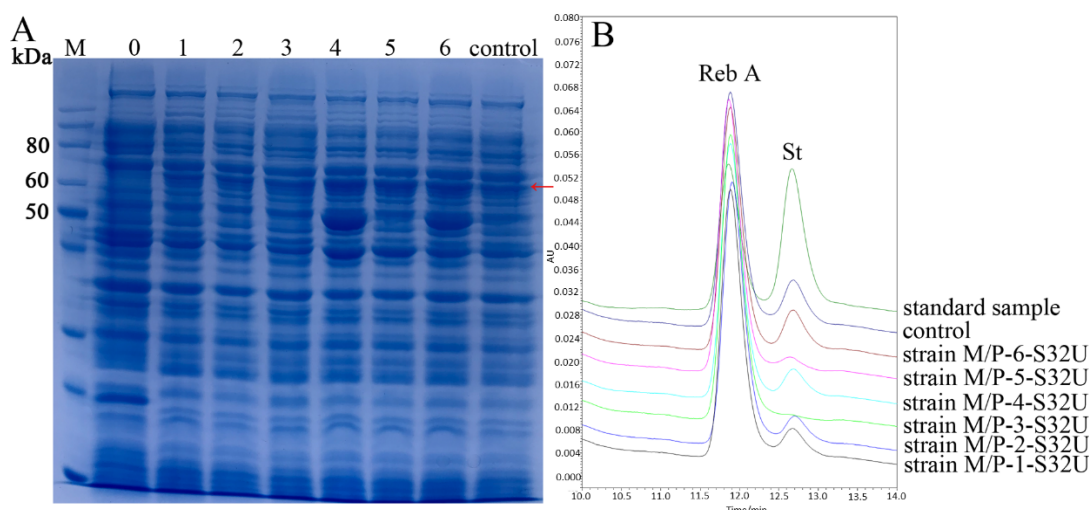 A
kDa M 0 1 2 3 4 5 6 control
80
60
50
B
0.080
0.076
0.072
0.068
0.064
0.060
0.056
0.052
0.048
0.044
0.040
0.036
0.033
0.031
0.028
0.024
0.020
0.016
0.012
0.008
0.004
0.000
AU
Reb A
St
standard sample
control
strain M/P-6-S32U
strain M/P-5-S32U
strain M/P-4-S32U
strain M/P-3-S32U
strain M/P-2-S32U
strain M/P-1-S32U
10.0 10.5 11.0 11.5 12.0 12.5 13.0 13.5 14.0
Time/min